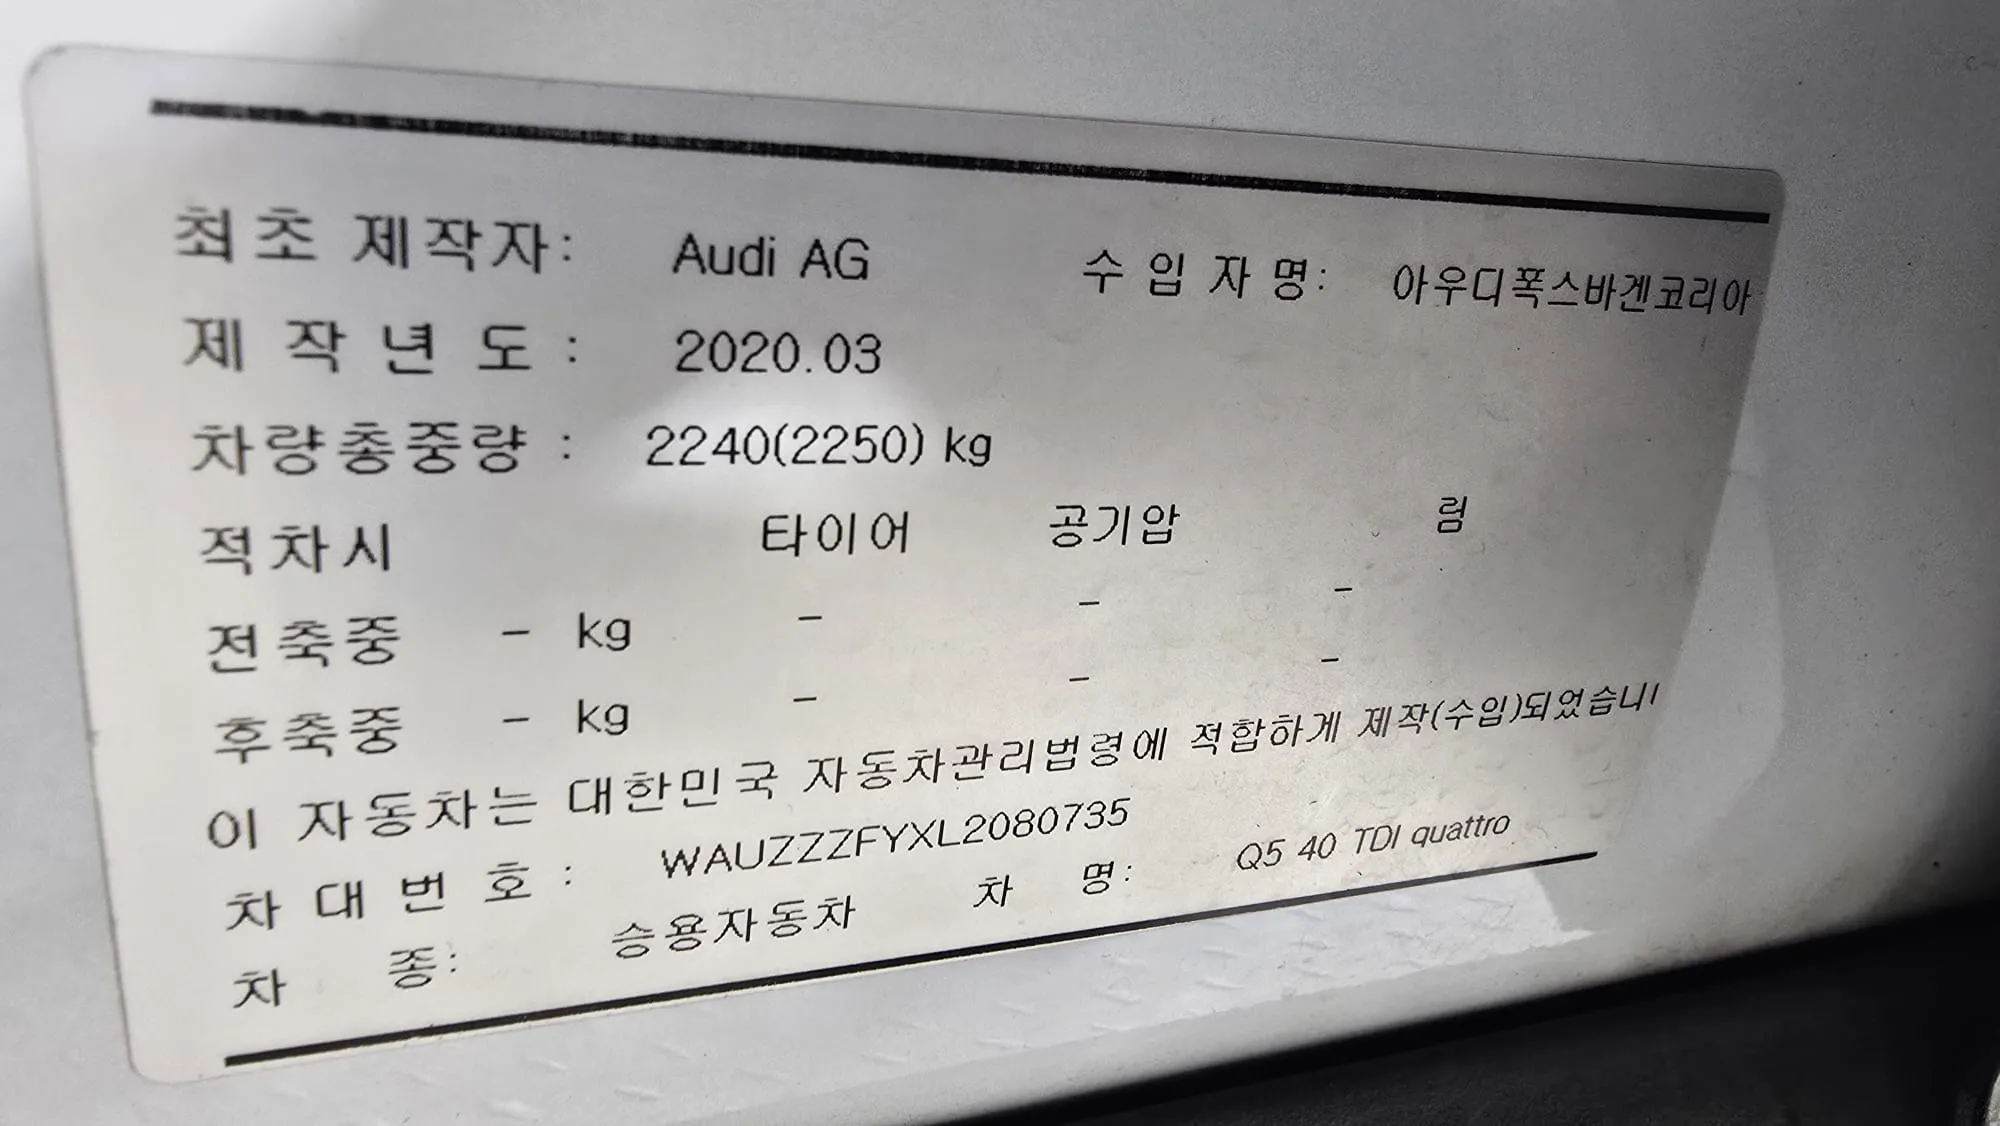 최초 제작자: Audi AG 수 입 자 명: 아우디폭스바겐코리아
제 작 년 도 : 2020.03
차량총중량 : 2240(2250) kg
적차시 타이어 공기압 림
전축중 - kg - - -
후축중 - kg - - -
이 자동차는 대한민국 자동차관리법령에 적합하게 제작(수입)되었습니
차 대 번 호 : WAUZZZFYXL2080735
차 종: 승용자동차 차 명: Q5 40 TDI quattro